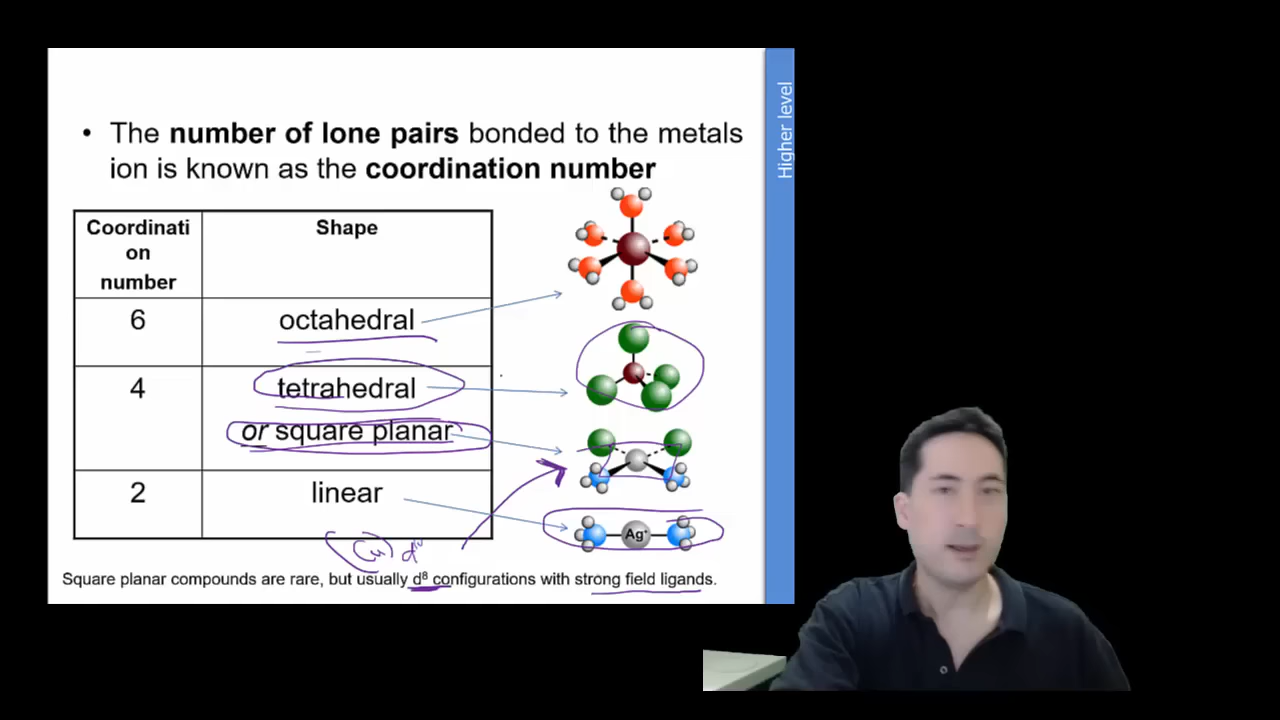 Higher level
• The number of lone pairs bonded to the metals
ion is known as the coordination number
Coordinati
on
number
Shape
6
octahedral
4
tetrahedral
or square planar
2
linear
Ag⁺
Square planar compounds are rare, but usually d⁸ configurations with strong field ligands.